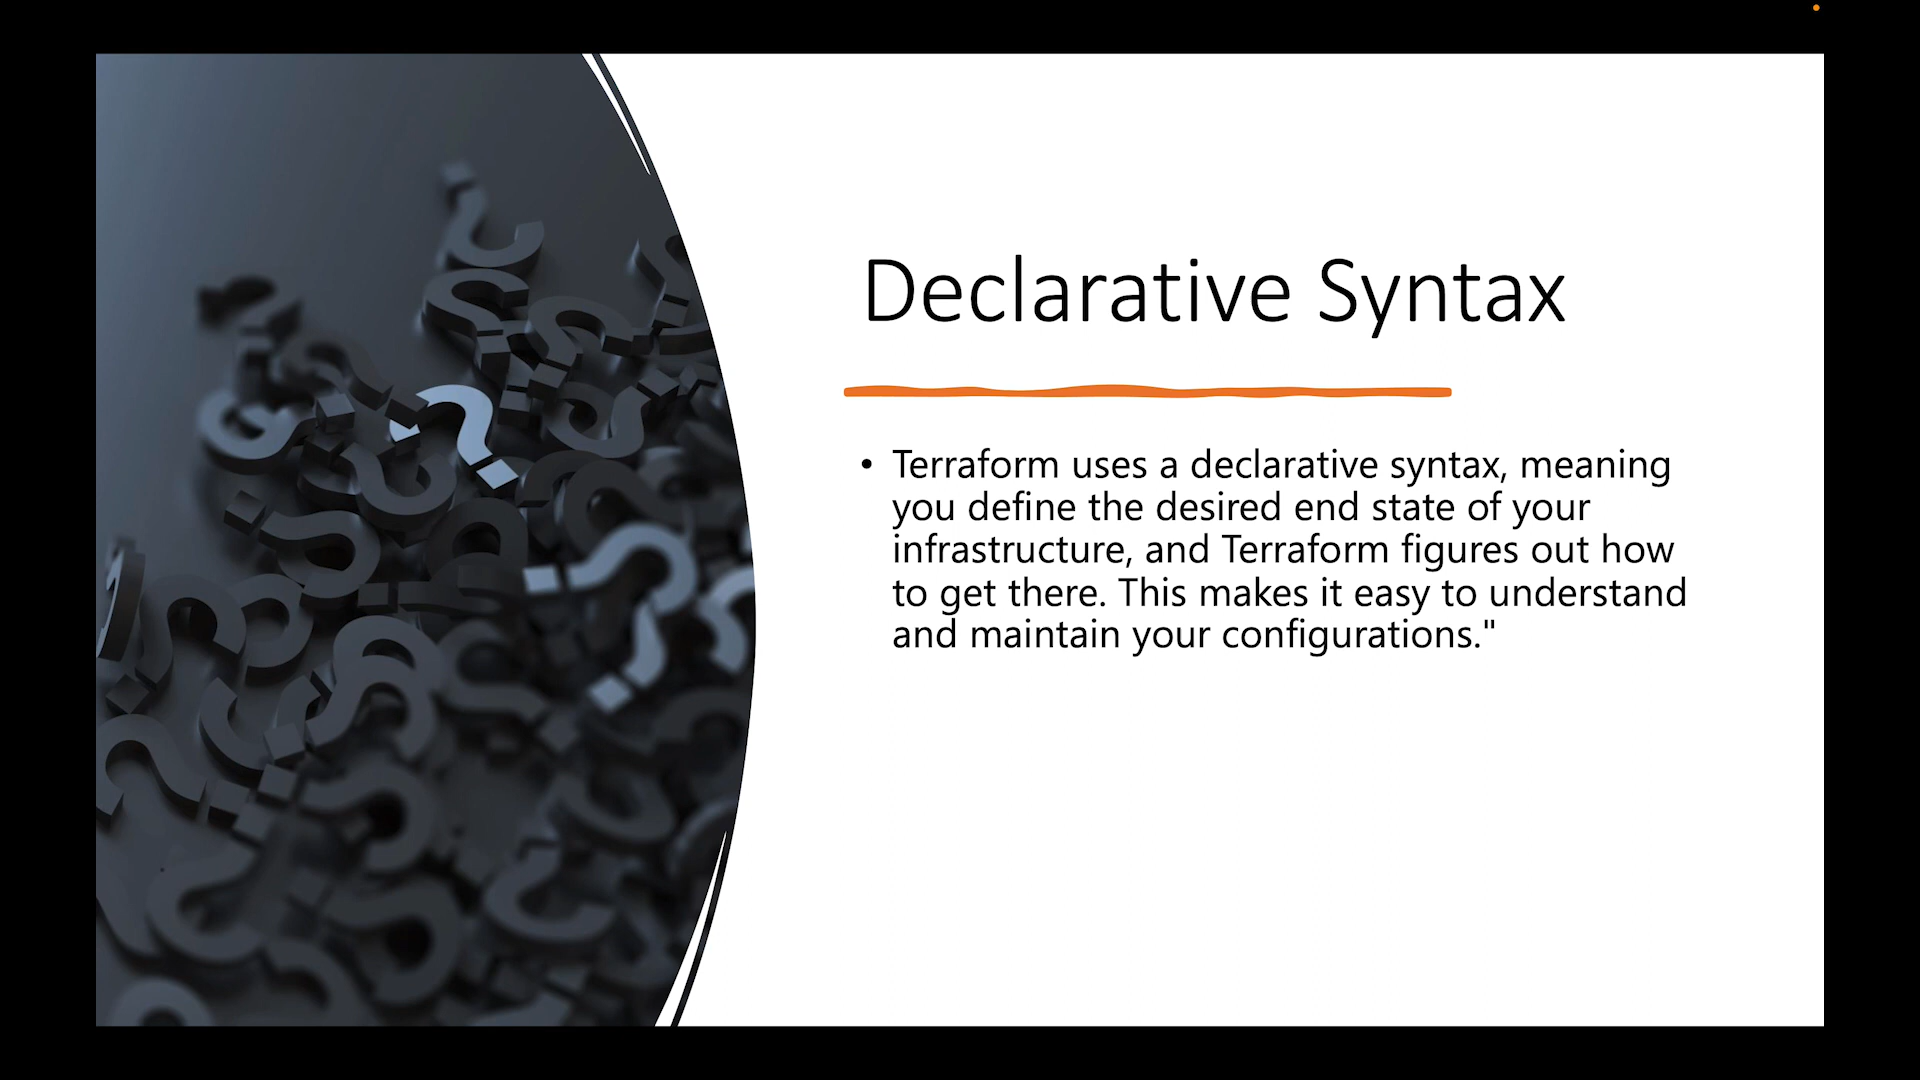 Declarative Syntax
• Terraform uses a declarative syntax, meaning
you define the desired end state of your
infrastructure, and Terraform figures out how
to get there. This makes it easy to understand
and maintain your configurations."